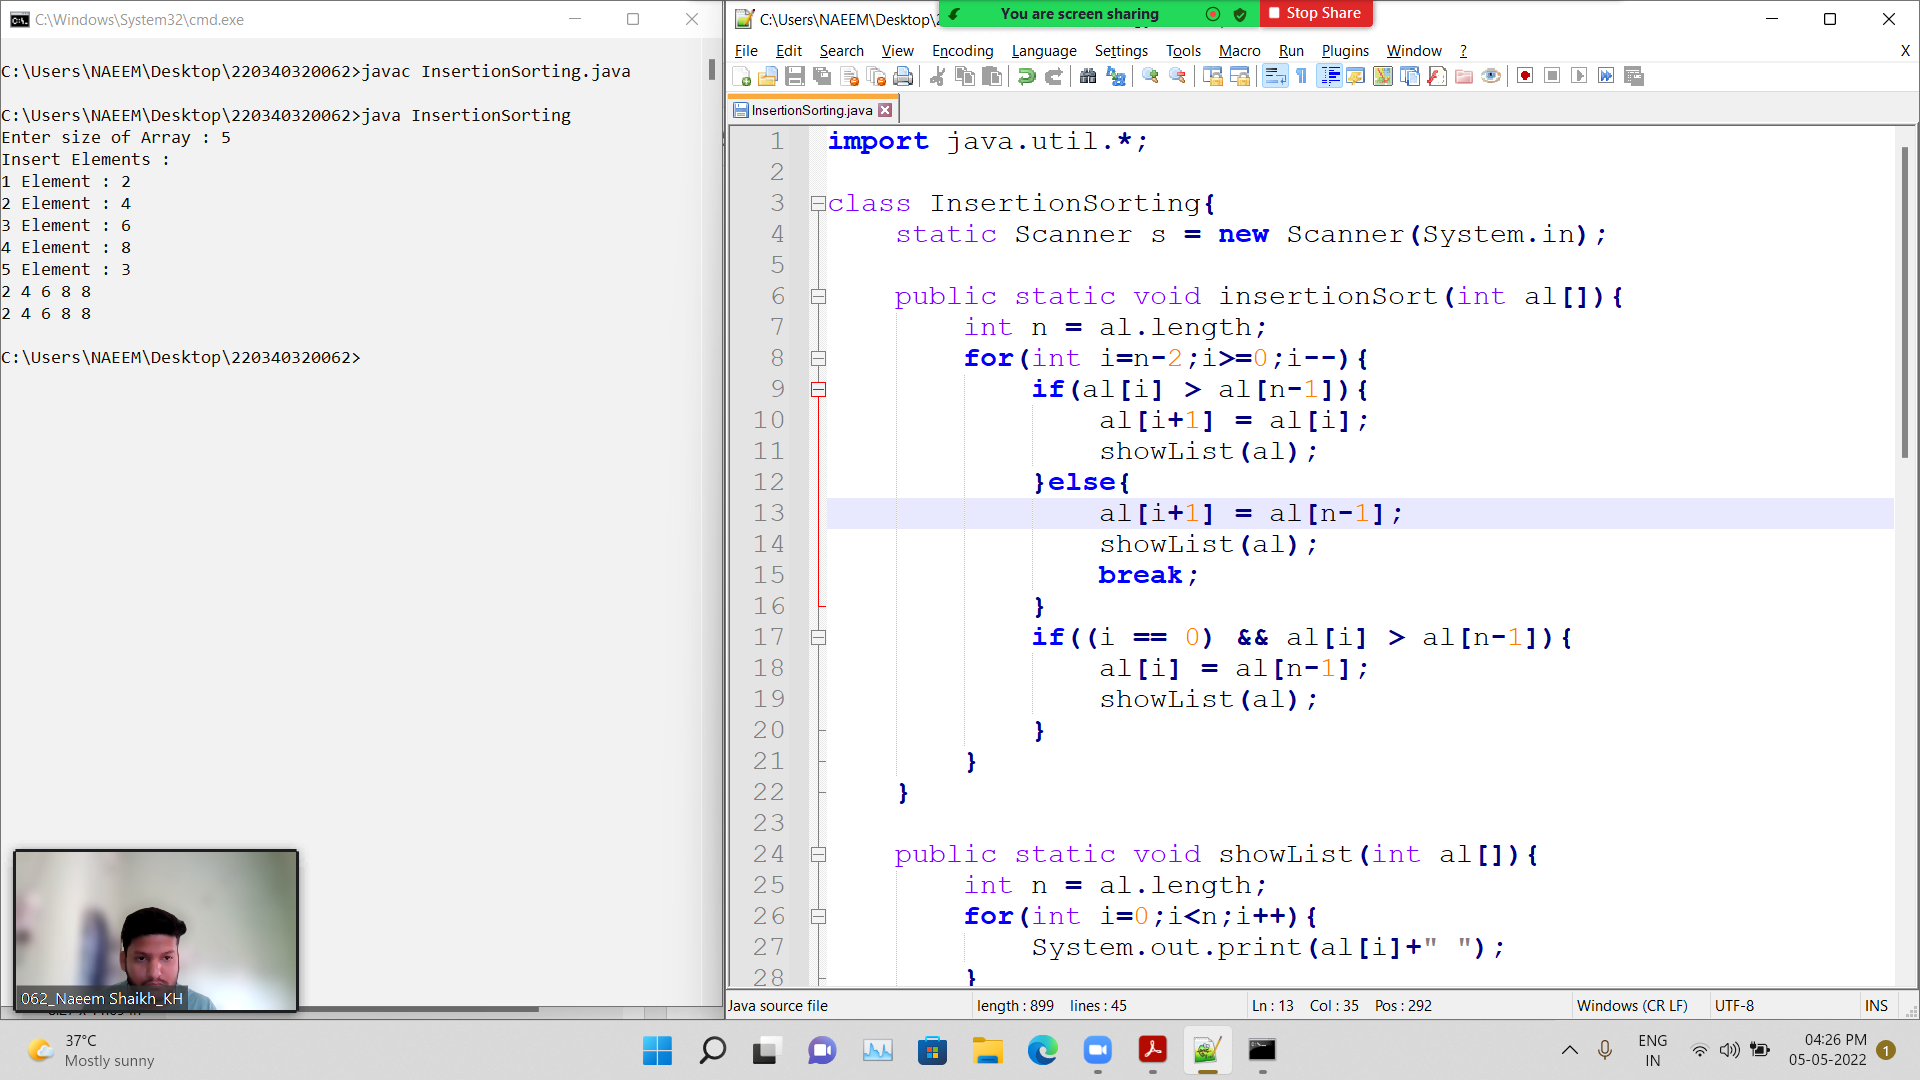 C:\Windows\System32\cmd.exe
C:\Users\NAEEM\Desktop\220340320062>javac InsertionSorting.java
C:\Users\NAEEM\Desktop\220340320062>java InsertionSorting
Enter size of Array : 5
Insert Elements :
1 Element : 2
2 Element : 4
3 Element : 6
4 Element : 8
5 Element : 3
2 4 6 8 8
2 4 6 8 8
C:\Users\NAEEM\Desktop\220340320062>
062_Naeem Shaikh_KH
C:\Users\NAEEM\Desktop\2
You are screen sharing
Stop Share
File Edit Search View Encoding Language Settings Tools Macro Run Plugins Window ? X
InsertionSorting.java
1 import java.util.*;
2
3 class InsertionSorting{
4 static Scanner s = new Scanner(System.in);
5
6 public static void insertionSort(int al[]){
7 int n = al.length;
8 for(int i=n-2;i>=0;i--){
9 if(al[i] > al[n-1]){
10 al[i+1] = al[i];
11 showList(al);
12 }else{
13 al[i+1] = al[n-1];
14 showList(al);
15 break;
16 }
17 if((i == 0) && al[i] > al[n-1]){
18 al[i] = al[n-1];
19 showList(al);
20 }
21 }
22 }
23
24 public static void showList(int al[]){
25 int n = al.length;
26 for(int i=0;i<n;i++){
27 System.out.print(al[i]+" ");
28 }
Java source file length : 899 lines : 45 Ln : 13 Col : 35 Pos : 292 Windows (CR LF) UTF-8 INS
37°C
Mostly sunny
ENG
IN
04:26 PM
05-05-2022
1